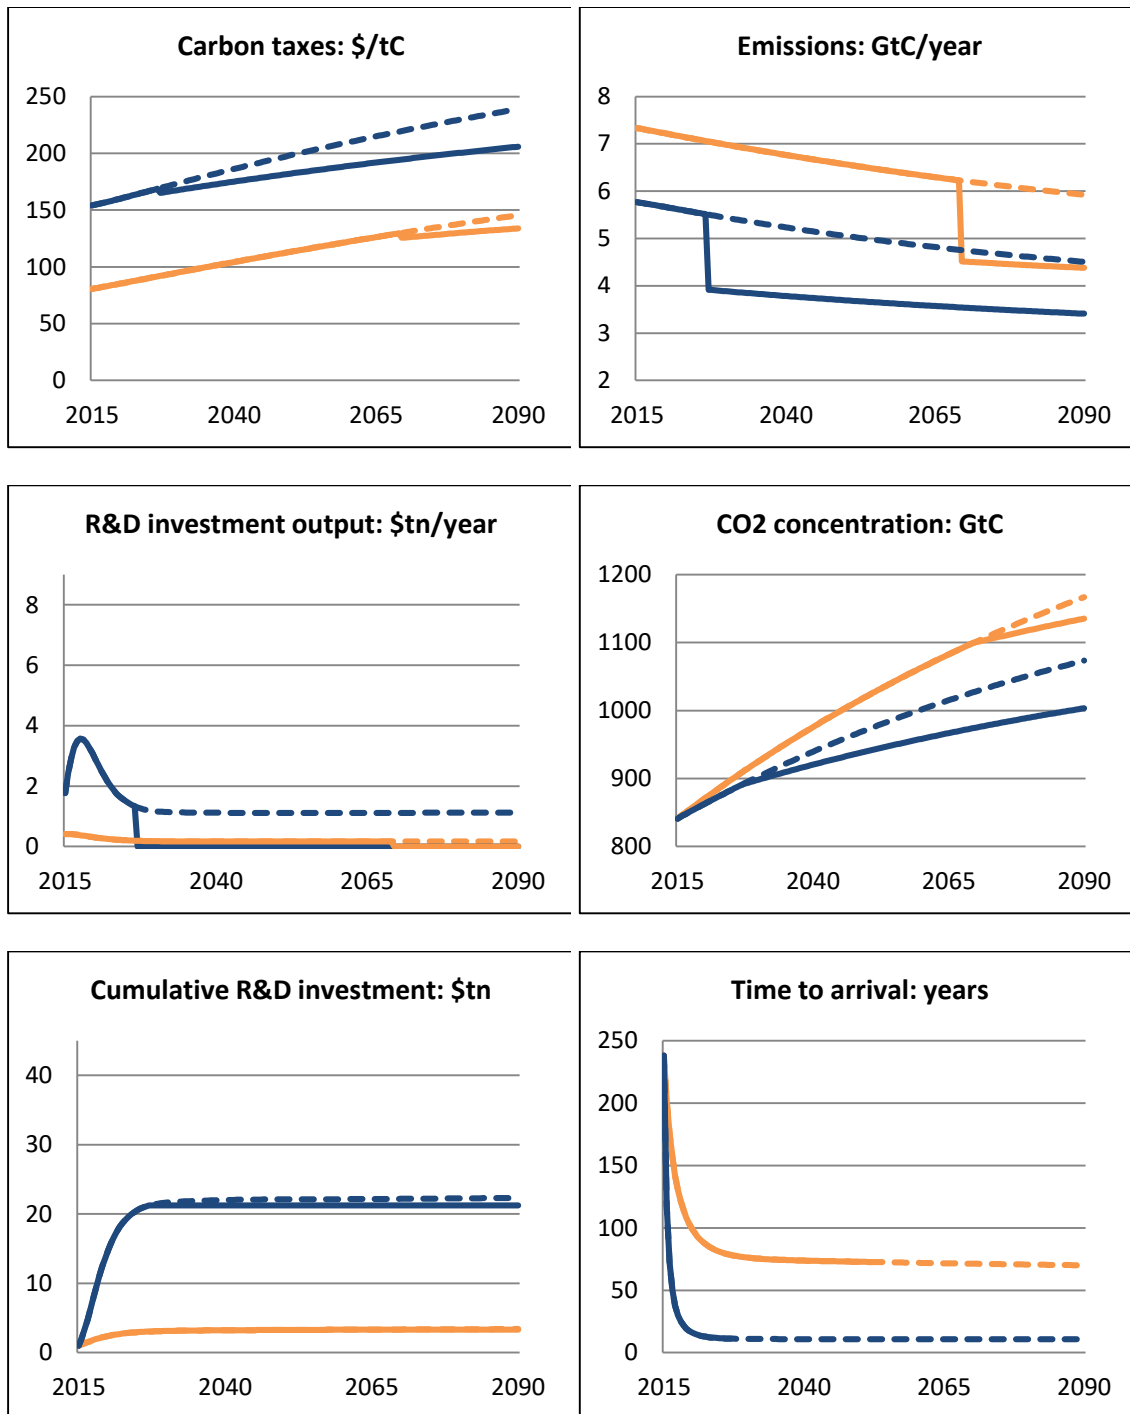 Carbon taxes: $/tC
250
200
150
100
50
0
2015 2040 2065 2090
Emissions: GtC/year
8
7
6
5
4
3
2
2015 2040 2065 2090
R&D investment output: $tn/year
8
6
4
2
0
2015 2040 2065 2090
CO2 concentration: GtC
1200
1100
1000
900
800
2015 2040 2065 2090
Cumulative R&D investment: $tn
40
30
20
10
0
2015 2040 2065 2090
Time to arrival: years
250
200
150
100
50
0
2015 2040 2065 2090